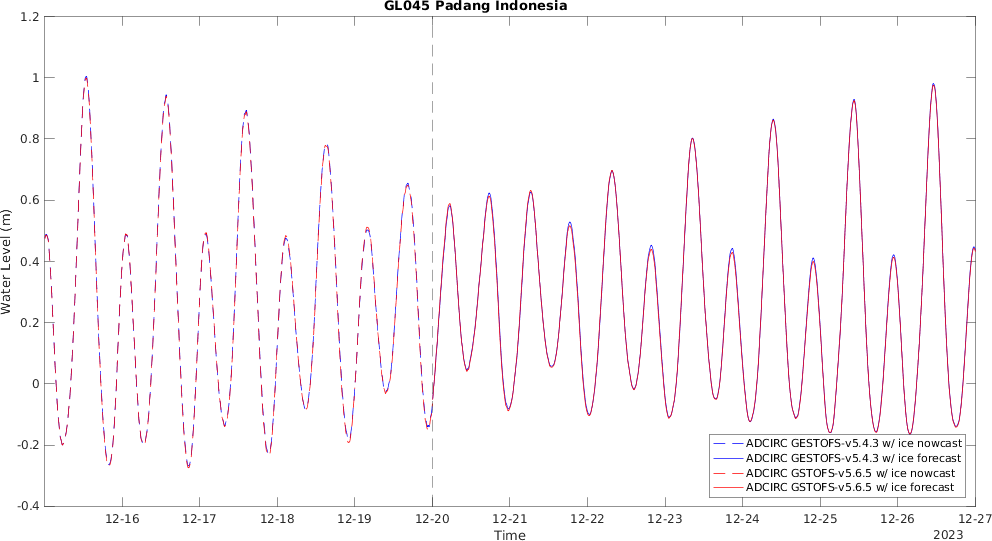 GL045 Padang Indonesia
1.2
1
0.8
0.6
0.4
0.2
0
-0.2
-0.4
Water Level (m)
ADCIRC GESTOFS-v5.4.3 w/ ice nowcast
ADCIRC GESTOFS-v5.4.3 w/ ice forecast
ADCIRC GSTOFS-v5.6.5 w/ ice nowcast
ADCIRC GSTOFS-v5.6.5 w/ ice forecast
12-16 12-17 12-18 12-19 12-20 12-21 12-22 12-23 12-24 12-25 12-26 12-27
Time
2023